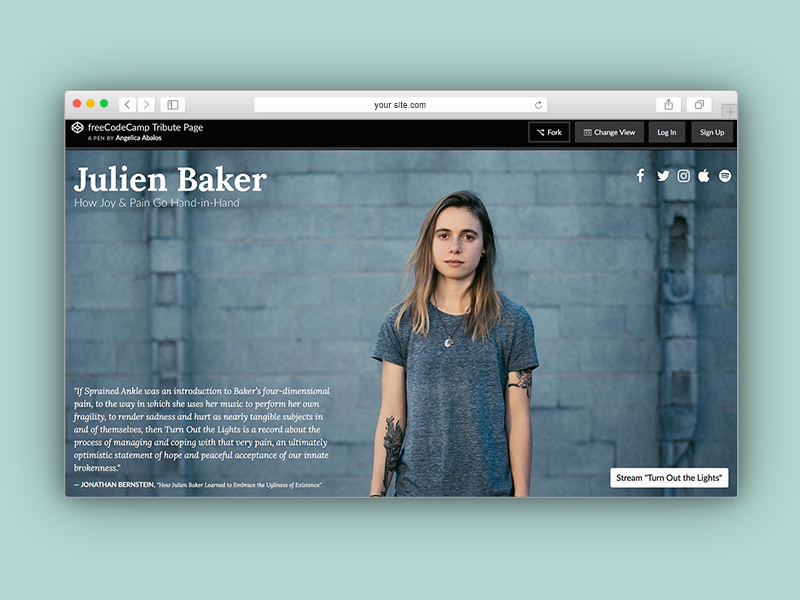 your site.com
freeCodeCamp Tribute Page
A PEN BY Angelica Abalos
Fork
Change View
Log In
Sign Up
Julien Baker
How Joy & Pain Go Hand-in-Hand
"If Sprained Ankle was an introduction to Baker's four-dimensional
pain, to the way in which she uses her music to perform her own
fragility, to render sadness and hurt as nearly tangible subjects in
and of themselves, then Turn Out the Lights is a record about the
process of managing and coping with that very pain, an ultimately
optimistic statement of hope and peaceful acceptance of our innate
brokenness."
— JONATHAN BERNSTEIN, "How Julien Baker Learned to Embrace the Ugliness of Existence"
Stream "Turn Out the Lights"